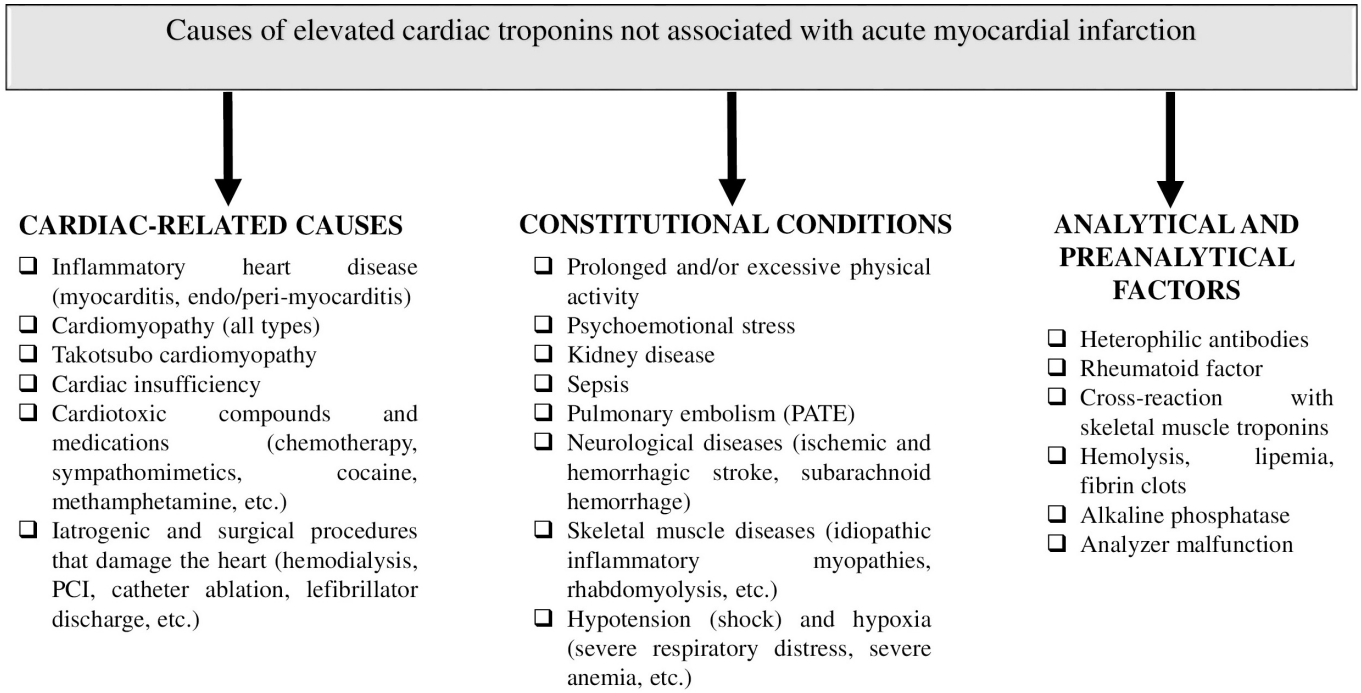 Causes of elevated cardiac troponins not associated with acute myocardial infarction
CARDIAC-RELATED CAUSES
❑ Inflammatory heart disease
(myocarditis, endo/peri-myocarditis)
❑ Cardiomyopathy (all types)
❑ Takotsubo cardiomyopathy
❑ Cardiac insufficiency
❑ Cardiotoxic compounds and
medications (chemotherapy,
sympathomimetics, cocaine,
methamphetamine, etc.)
❑ Iatrogenic and surgical procedures
that damage the heart (hemodialysis,
PCI, catheter ablation, lefibrillator
discharge, etc.)
CONSTITUTIONAL CONDITIONS
❑ Prolonged and/or excessive physical
activity
❑ Psychoemotional stress
❑ Kidney disease
❑ Sepsis
❑ Pulmonary embolism (PATE)
❑ Neurological diseases (ischemic and
hemorrhagic stroke, subarachnoid
hemorrhage)
❑ Skeletal muscle diseases (idiopathic
inflammatory myopathies,
rhabdomyolysis, etc.)
❑ Hypotension (shock) and hypoxia
(severe respiratory distress, severe
anemia, etc.)
ANALYTICAL AND
PREANALYTICAL
FACTORS
❑ Heterophilic antibodies
❑ Rheumatoid factor
❑ Cross-reaction with
skeletal muscle troponins
❑ Hemolysis, lipemia,
fibrin clots
❑ Alkaline phosphatase
❑ Analyzer malfunction